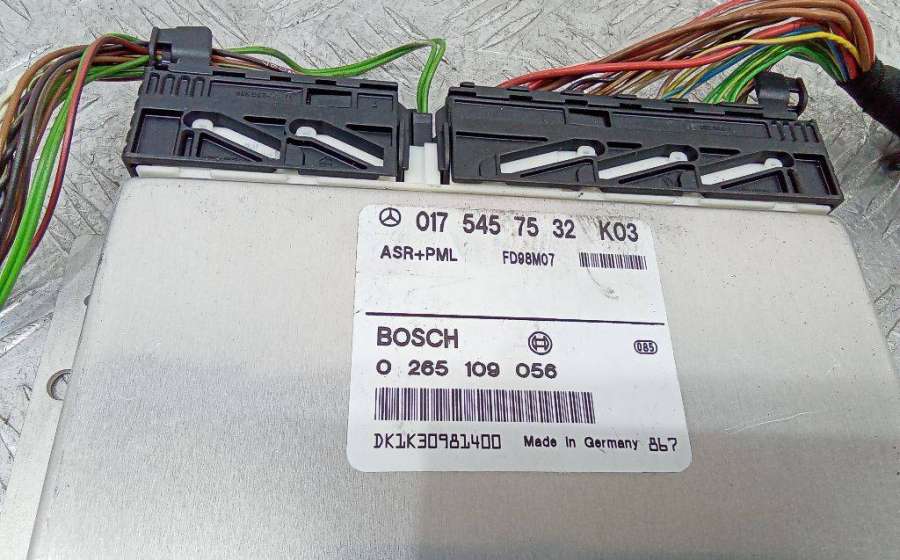 017 545 75 32 K03
ASR+PML FD98M07
BOSCH
085
0 265 109 056
DK1K30981400 Made in Germany 867